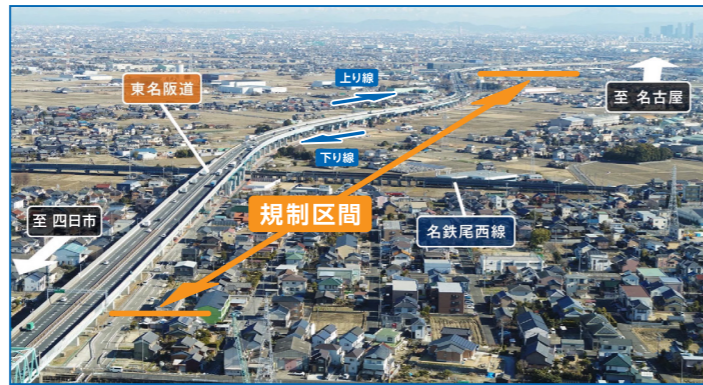 東名阪道
上り線
至 名古屋
下り線
至 四日市
規制区間
名鉄尾西線